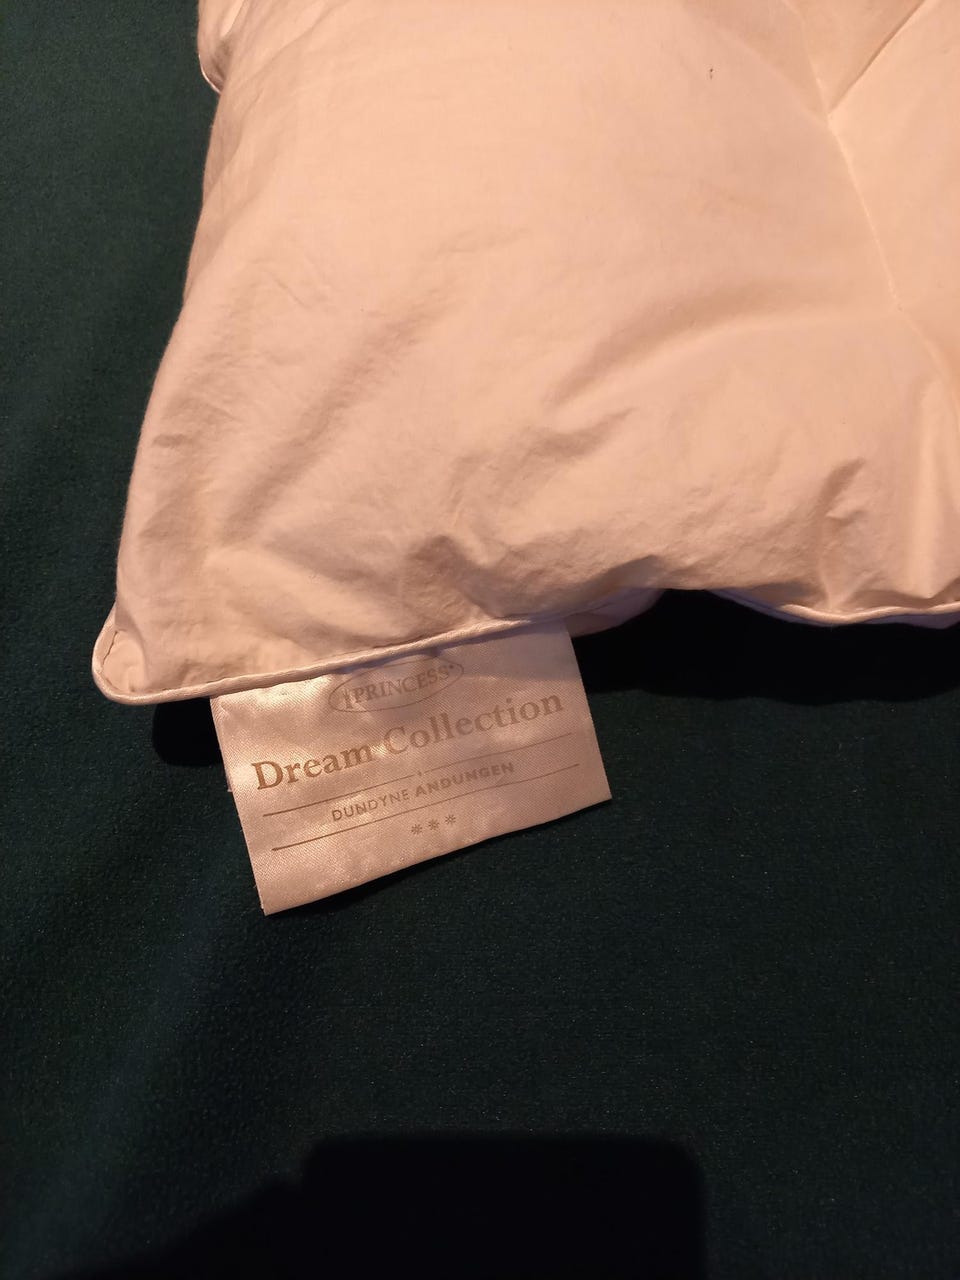 PRINCESS®
Dream Collection
DUNDYNE ANDUNGEN
***